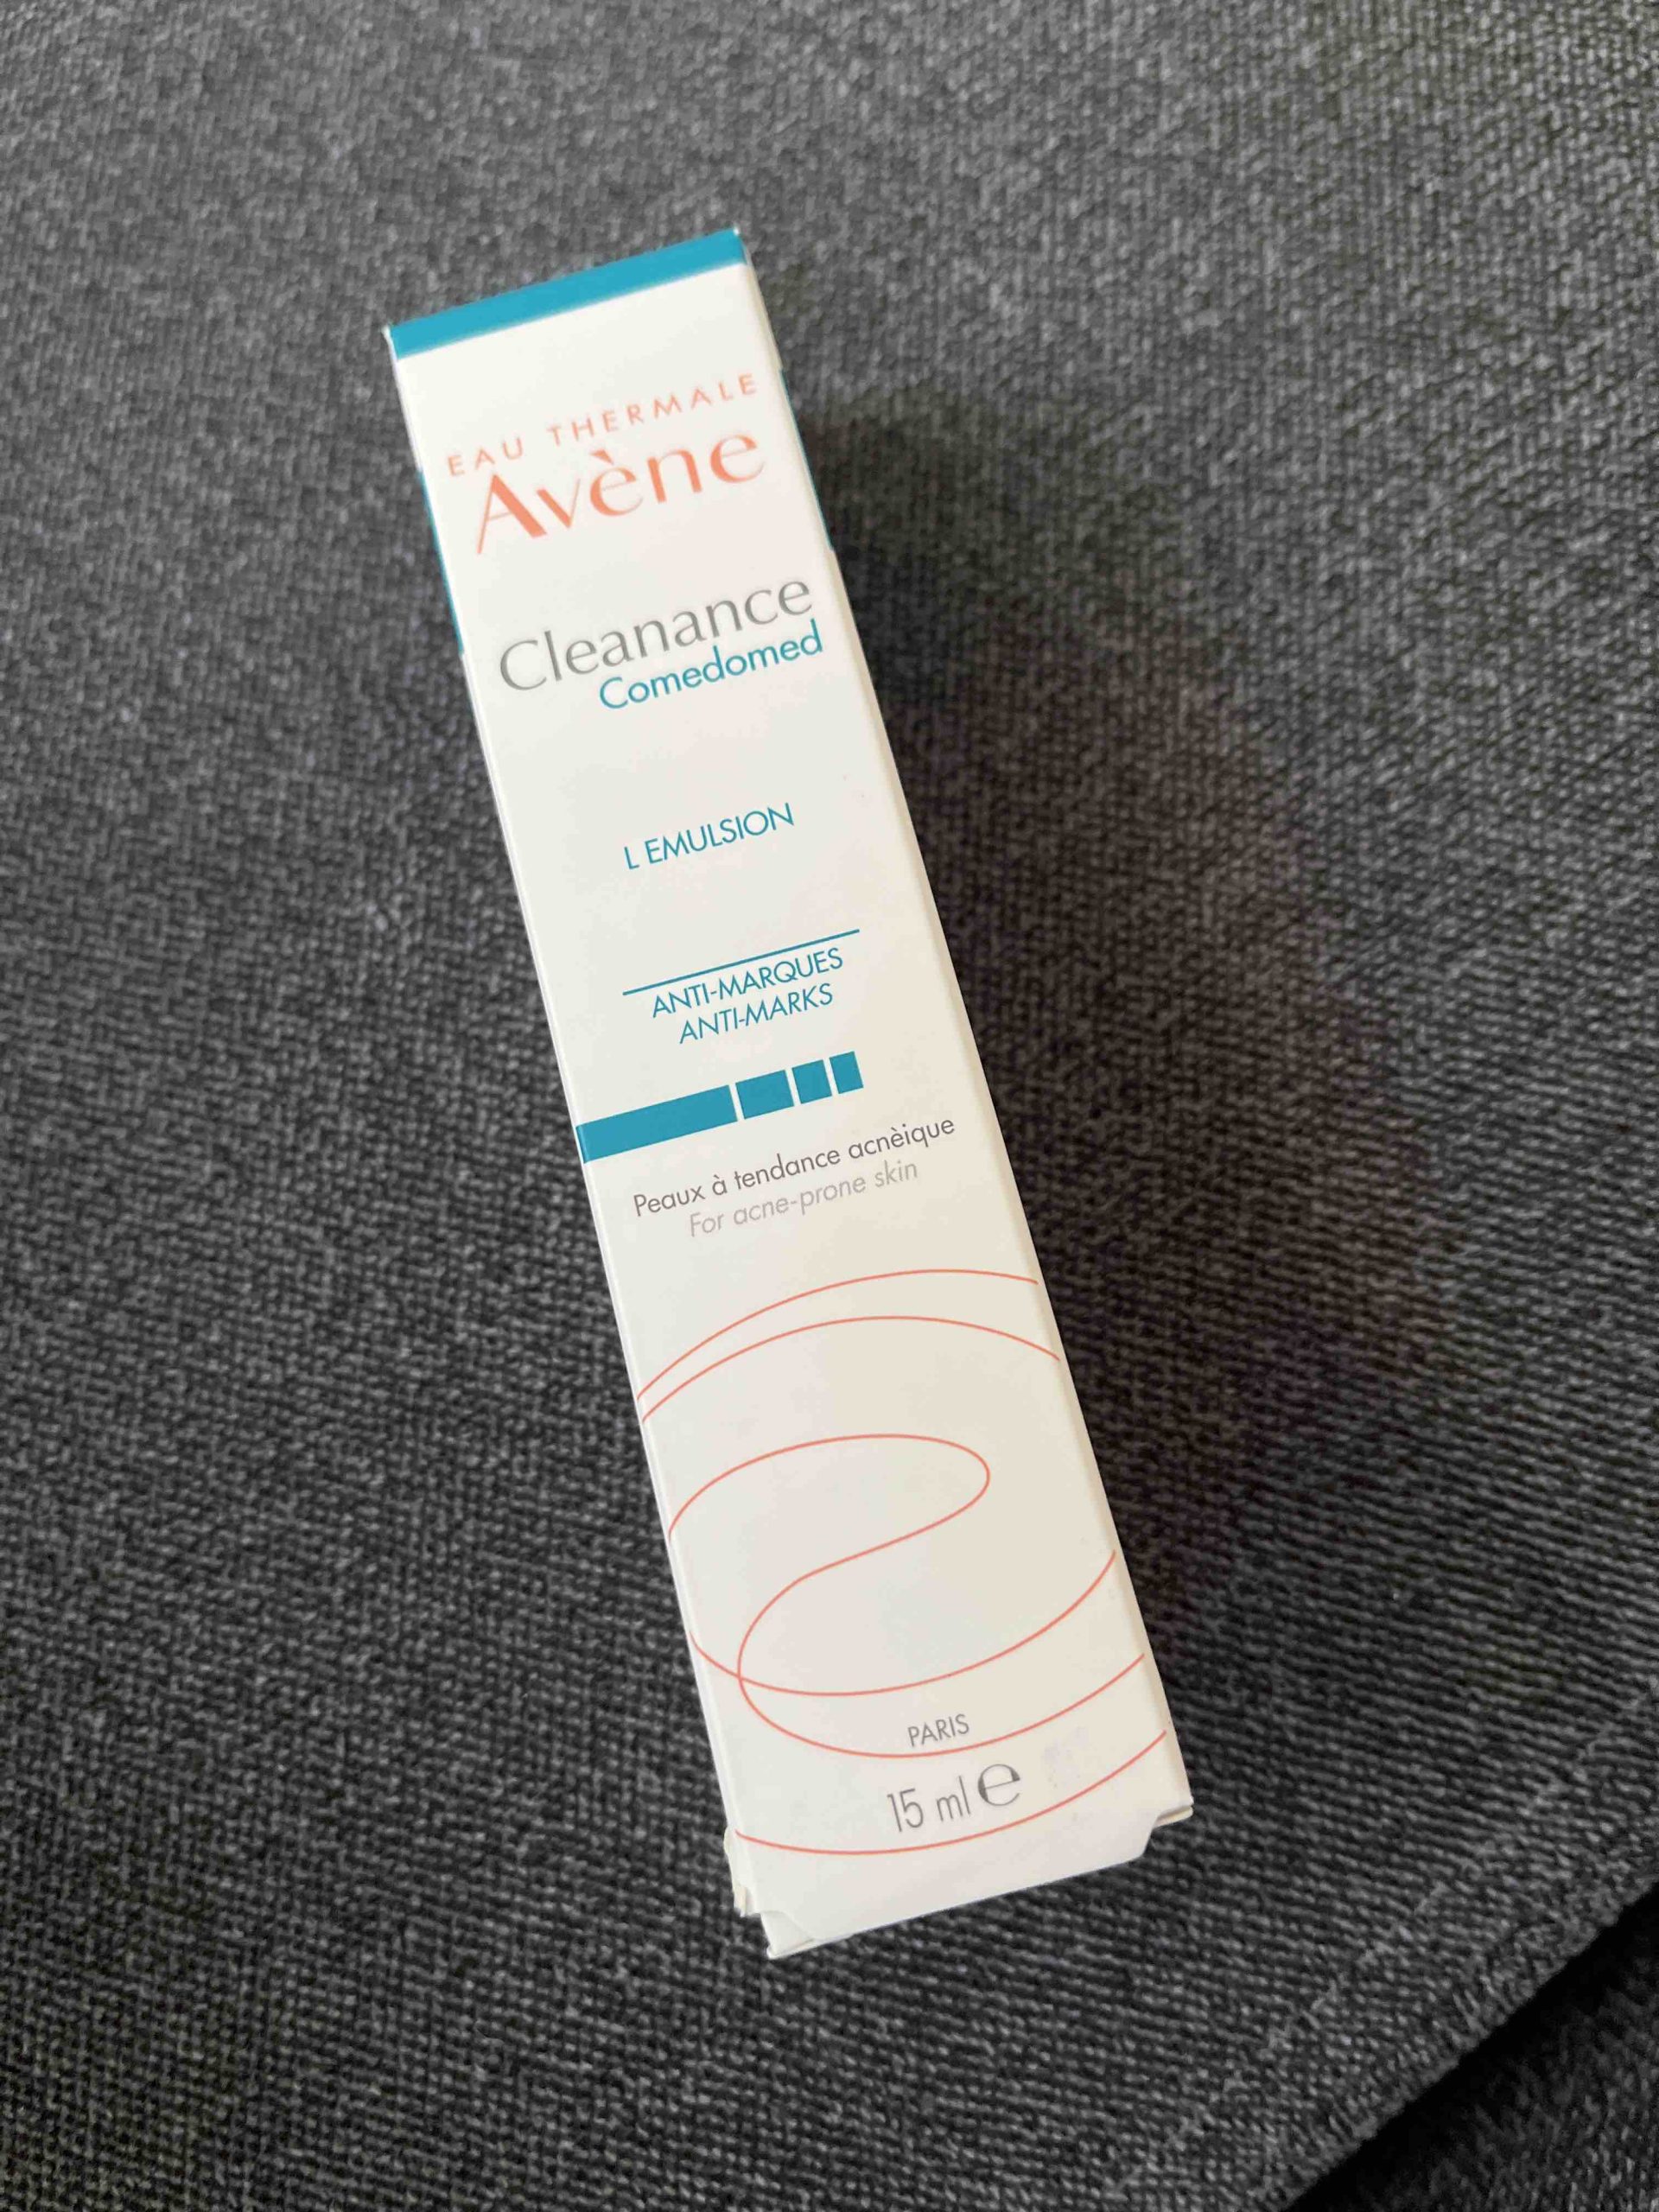 EAU THERMALE
Avène
Cleanance
Comedomed
L EMULSION
ANTI-MARQUES
ANTI-MARKS
Peaux à tendance acnèique
For acne-prone skin
PARIS
15 ml ℮